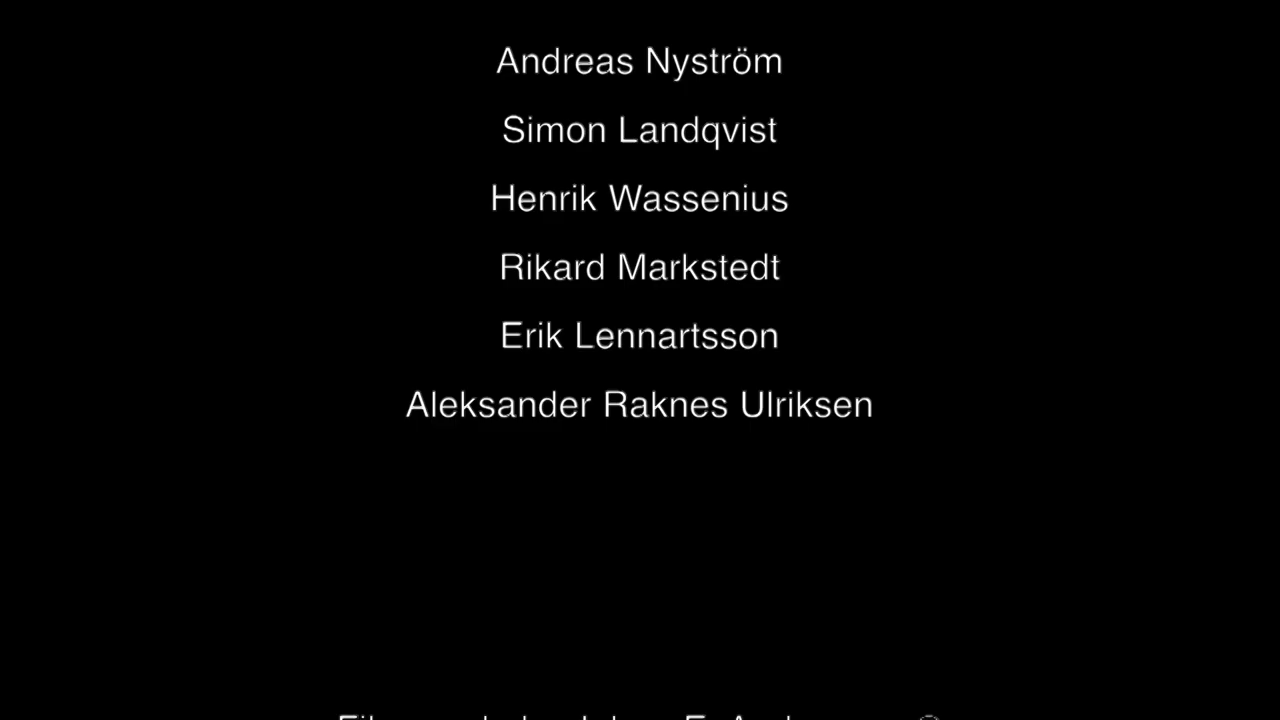 Andreas Nyström
Simon Landqvist
Henrik Wassenius
Rikard Markstedt
Erik Lennartsson
Aleksander Raknes Ulriksen